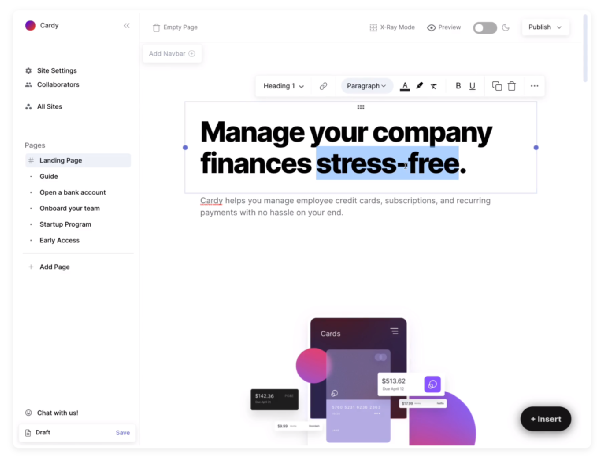 Cardy
Empty Page
X-Ray Mode
Preview
Publish
Add Navbar
Site Settings
Collaborators
All Sites
Pages
Landing Page
Guide
Open a bank account
Onboard your team
Startup Program
Early Access
Add Page
Chat with us!
Draft
Save
Heading 1
Paragraph
A
B
U
Manage your company
finances stress-free.
Cardy helps you manage employee credit cards, subscriptions, and recurring
payments with no hassle on your end.
Cards
$142.36
$513.62
+ Insert